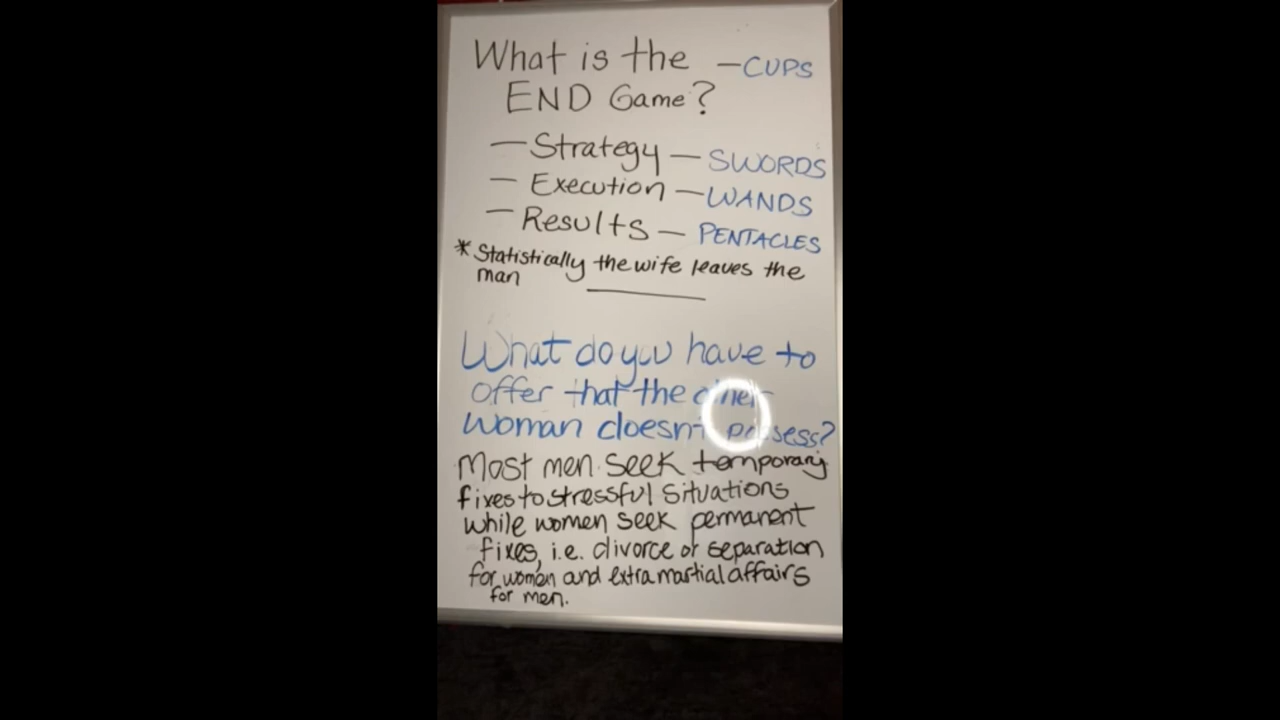 What is the - CUPS
END Game?
- Strategy - SWORDS
- Execution - WANDS
- Results - PENTACLES
* Statistically the wife leaves the
man
What do you have to
offer that the other
woman doesn't possess?
Most men seek temporary
fixes to stressful situations
while women seek permanent
fixes, i.e. divorce or separation
for women and extra martial affairs
for men.